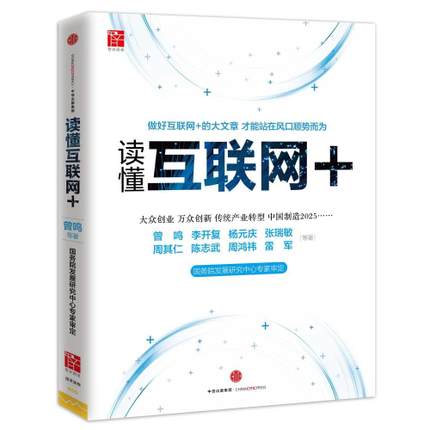 做好互联网+的大文章 才能站在风口顺势而为
读懂
互联网+
大众创业 万众创新 传统产业转型 中国制造2025……
曾 鸣 李开复 杨元庆 张瑞敏
周其仁 陈志武 周鸿祎 雷 军
等著
国务院发展研究中心专家审定
中信出版集团·CHINACITICPRESS
读懂互联网+
曾鸣
等著
国务院发展研究中心专家审定